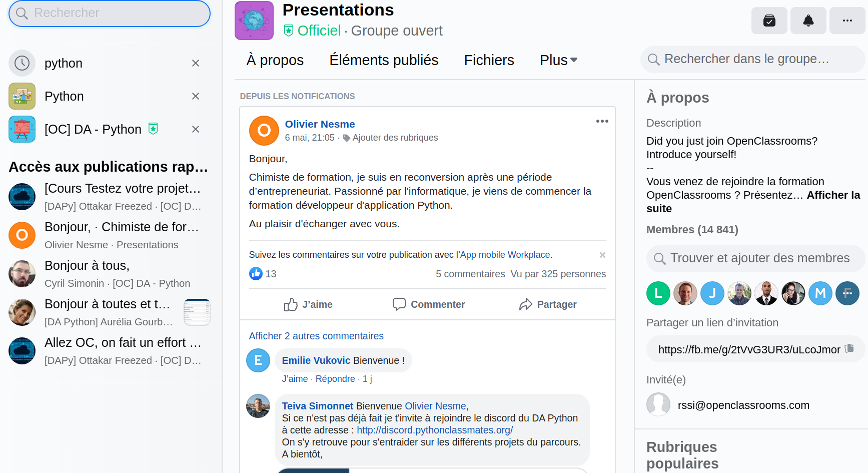 Rechercher
python
Python
[OC] DA - Python
Accès aux publications rap…
[Cours Testez votre projet…
[DAPy] Ottakar Freezed · [OC] D…
Bonjour, · Chimiste de for…
Olivier Nesme · Presentations
Bonjour à tous,
Cyril Simonin · [OC] DA - Python
Bonjour à toutes et t…
[DA Python] Aurélia Gourb…
Allez OC, on fait un effort …
[DAPy] Ottakar Freezed · [OC] D…
Presentations
Officiel · Groupe ouvert
À propos
Éléments publiés
Fichiers
Plus
Rechercher dans le groupe…
DEPUIS LES NOTIFICATIONS
O
Olivier Nesme
6 mai, 21:05 · Ajouter des rubriques
Bonjour,
Chimiste de formation, je suis en reconversion après une période
d'entrepreneuriat. Passionné par l'informatique, je viens de commencer la
formation développeur d'application Python.
Au plaisir d'échanger avec vous.
Suivez les commentaires sur votre publication avec l'App mobile Workplace.
13
5 commentaires Vu par 325 personnes
J'aime
Commenter
Partager
Afficher 2 autres commentaires
E
Emilie Vukovic Bienvenue !
J'aime · Répondre · 1 j
Teiva Simonnet Bienvenue Olivier Nesme,
Si ce n'est pas déjà fait je t'invite à rejoindre le discord du DA Python
à cette adresse : http://discord.pythonclassmates.org/
On s'y retrouve pour s'entraider sur les différents projets du parcours.
A bientôt,
À propos
Description
Did you just join OpenClassrooms?
Introduce yourself!
--
Vous venez de rejoindre la formation
OpenClassrooms ? Présentez… Afficher la
suite
Membres (14 841)
Trouver et ajouter des membres
L
J
M
Partager un lien d'invitation
https://fb.me/g/2tVvG3UR3/uLcoJmor
Invité(e)
rssi@openclassrooms.com
Rubriques
populaires